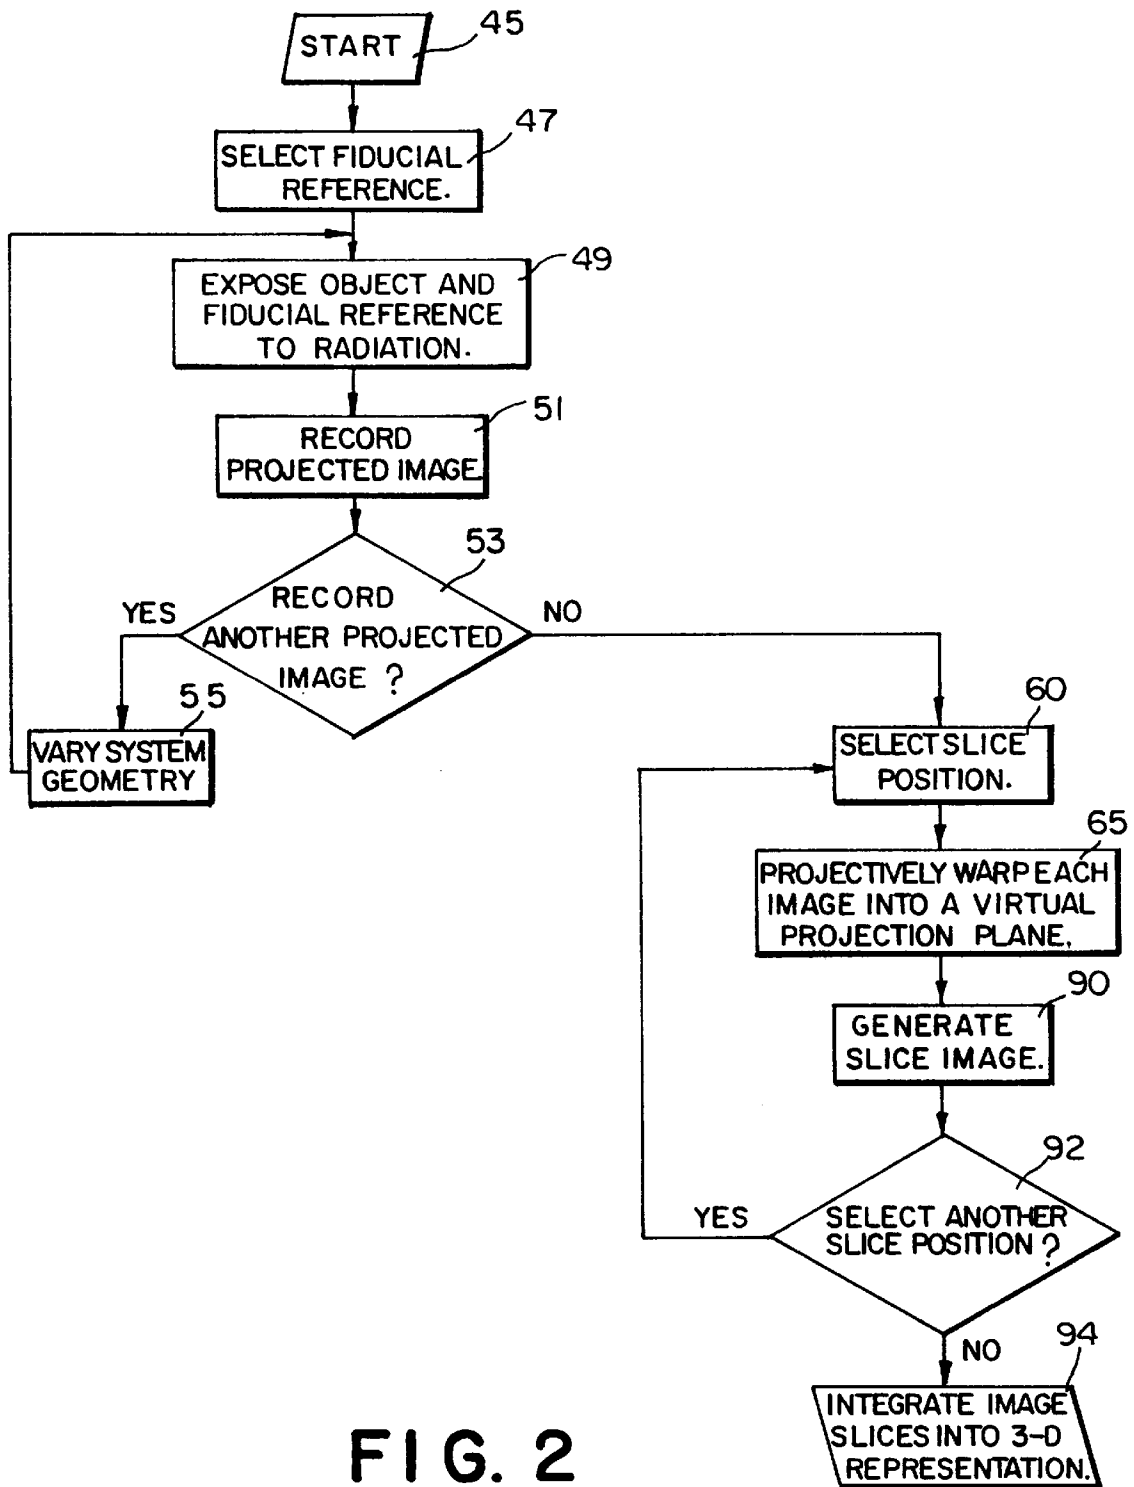 45
START
47
SELECT FIDUCIAL
REFERENCE.
49
EXPOSE OBJECT AND
FIDUCIAL REFERENCE
TO RADIATION.
51
RECORD
PROJECTED IMAGE
53
RECORD
ANOTHER PROJECTED
IMAGE ?
YES
NO
55
VARY SYSTEM
GEOMETRY
60
SELECT SLICE
POSITION.
65
PROJECTIVELY WARP EACH
IMAGE INTO A VIRTUAL
PROJECTION PLANE.
90
GENERATE
SLICE IMAGE.
92
SELECT ANOTHER
SLICE POSITION ?
YES
NO
94
INTEGRATE IMAGE
SLICES INTO 3-D
REPRESENTATION.
FIG. 2